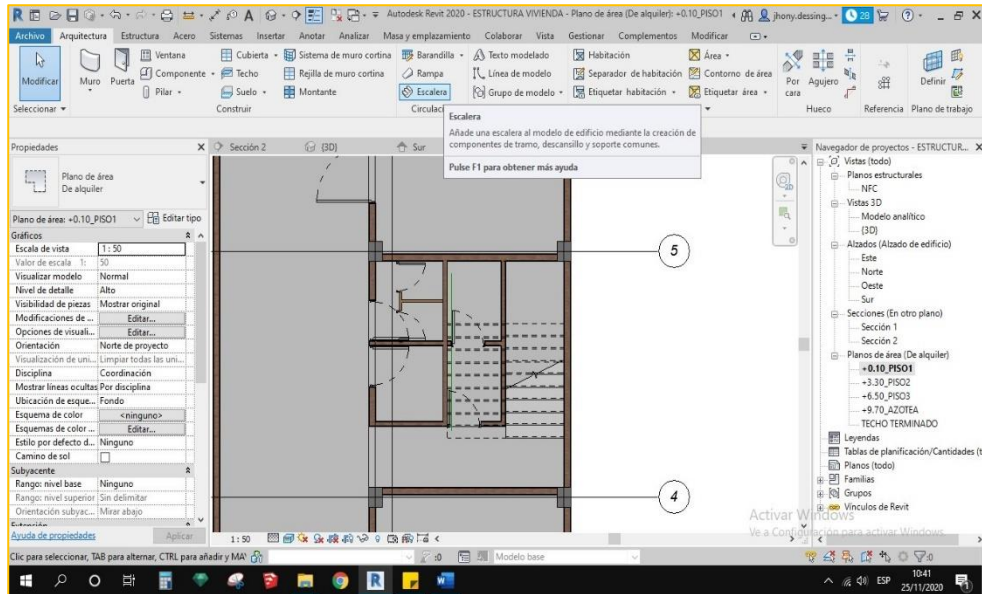 Autodesk Revit 2020 - ESTRUCTURA VIVIENDA - Plano de área (De alquiler): +0.10_PISO1
jhony.dessing...
28
Archivo Arquitectura Estructura Acero Sistemas Insertar Anotar Analizar Masa y emplazamiento Colaborar Vista Gestionar Complementos Modificar
Modificar
Muro
Puerta
Ventana
Componente
Pilar
Cubierta
Techo
Suelo
Sistema de muro cortina
Rejilla de muro cortina
Montante
Barandilla
Rampa
Escalera
Texto modelado
Línea de modelo
Grupo de modelo
Habitación
Separador de habitación
Etiquetar habitación
Área
Contorno de área
Etiquetar área
Por cara
Agujero
Definir
Seleccionar
Construir
Circulaci
Hueco
Referencia
Plano de trabajo
Escalera
Añade una escalera al modelo de edificio mediante la creación de
componentes de tramo, descansillo y soporte comunes.
Pulse F1 para obtener más ayuda
Propiedades
Plano de área
De alquiler
Plano de área: +0.10_PISO1
Editar tipo
Gráficos
Escala de vista 1 : 50
Valor de escala 1: 50
Visualizar modelo Normal
Nivel de detalle Alto
Visibilidad de piezas Mostrar original
Modificaciones de ... Editar...
Opciones de visuali... Editar...
Orientación Norte de proyecto
Visualización de uni... Limpiar todas las uni...
Disciplina Coordinación
Mostrar líneas ocultas Por disciplina
Ubicación de esque... Fondo
Esquema de color <ninguno>
Esquemas de color ... Editar...
Estilo por defecto d... Ninguno
Camino de sol
Subyacente
Rango: nivel base Ninguno
Rango: nivel superior Sin delimitar
Orientación subyac... Mirar abajo
Extensión
Ayuda de propiedades
Aplicar
Sección 2
{3D}
Sur
5
4
2D
Navegador de proyectos - ESTRUCTUR...
Vistas (todo)
Planos estructurales
NFC
Vistas 3D
Modelo analítico
{3D}
Alzados (Alzado de edificio)
Este
Norte
Oeste
Sur
Secciones (En otro plano)
Sección 1
Sección 2
Planos de área (De alquiler)
+0.10_PISO1
+3.30_PISO2
+6.50_PISO3
+9.70_AZOTEA
TECHO TERMINADO
Leyendas
Tablas de planificación/Cantidades (t
Planos (todo)
Familias
Grupos
Vínculos de Revit
Activar Windows
Ve a Configuración para activar Windows.
1 : 50
Clic para seleccionar, TAB para alternar, CTRL para añadir y MA
:0
Modelo base
:0
ESP
10:41
25/11/2020